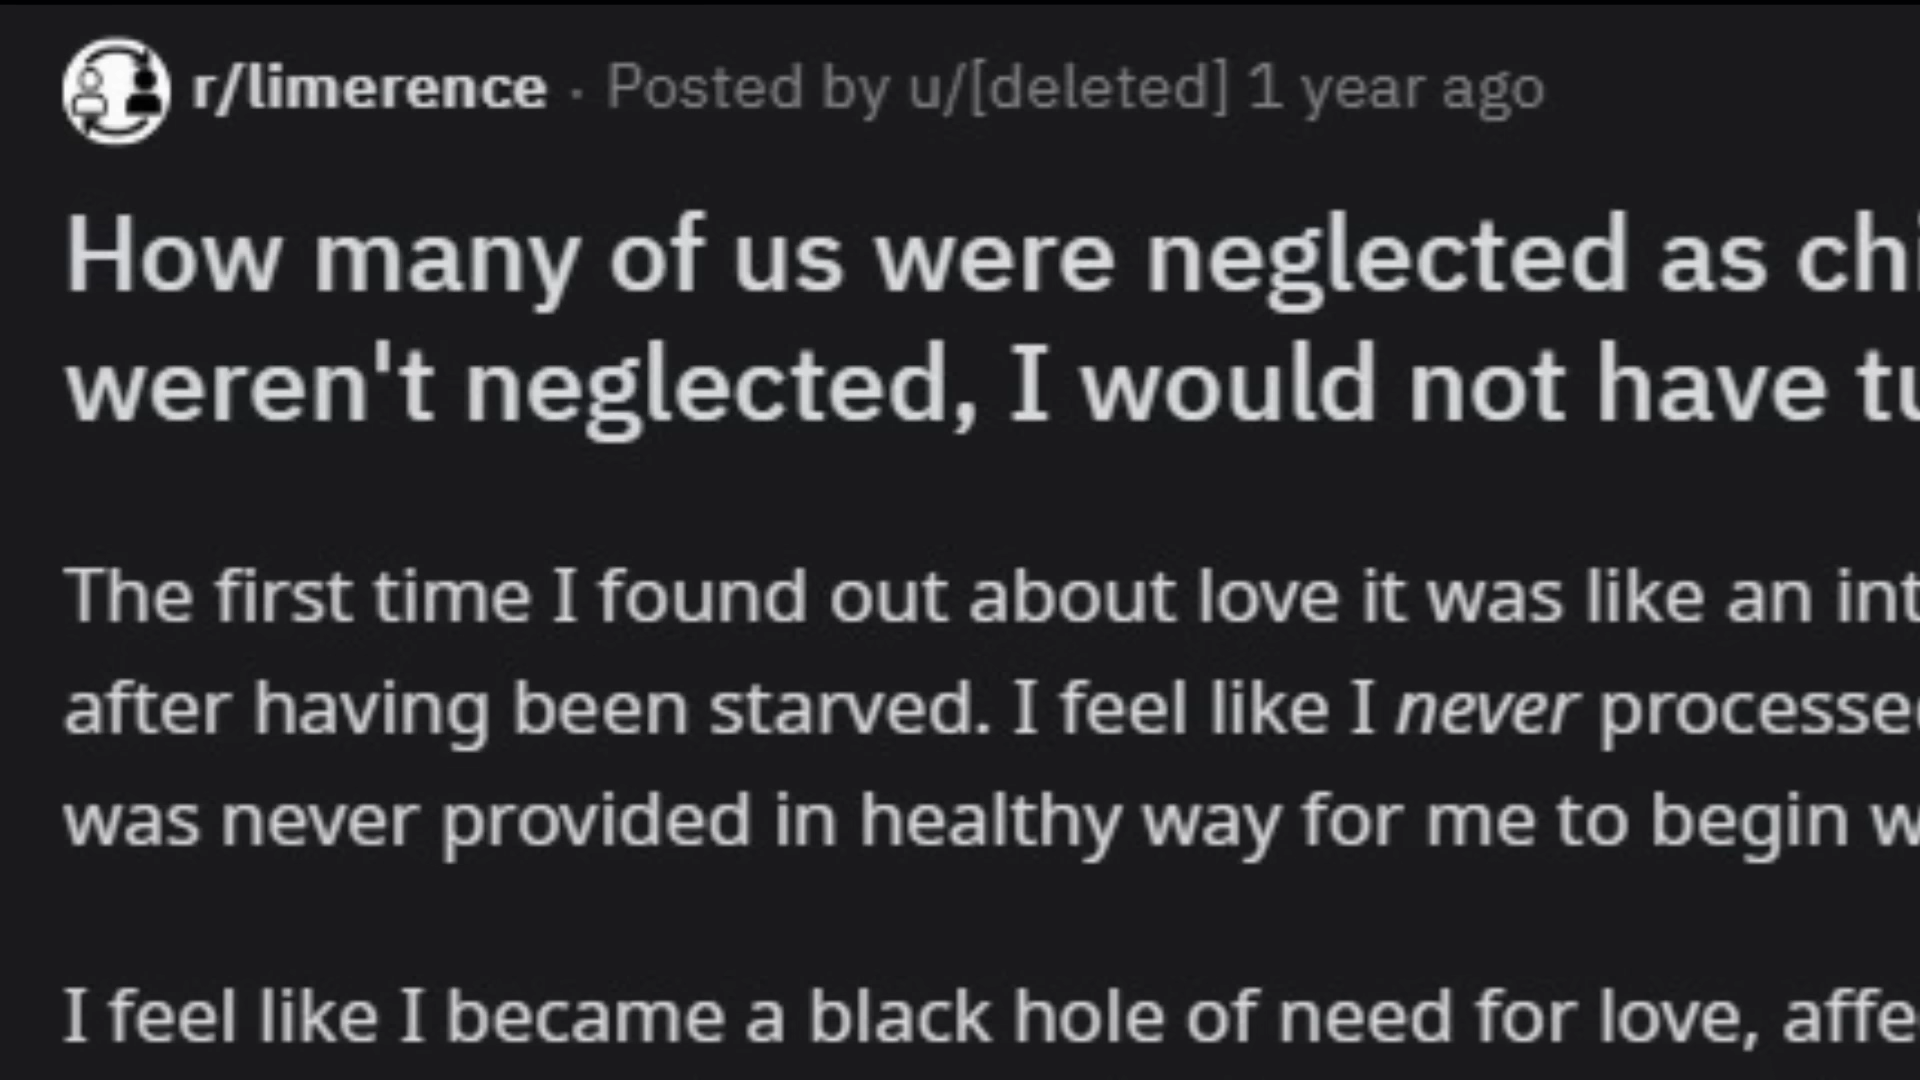 r/limerence · Posted by u/[deleted] 1 year ago
How many of us were neglected as chi
weren't neglected, I would not have tu
The first time I found out about love it was like an int
after having been starved. I feel like I never processe
was never provided in healthy way for me to begin w
I feel like I became a black hole of need for love, affe